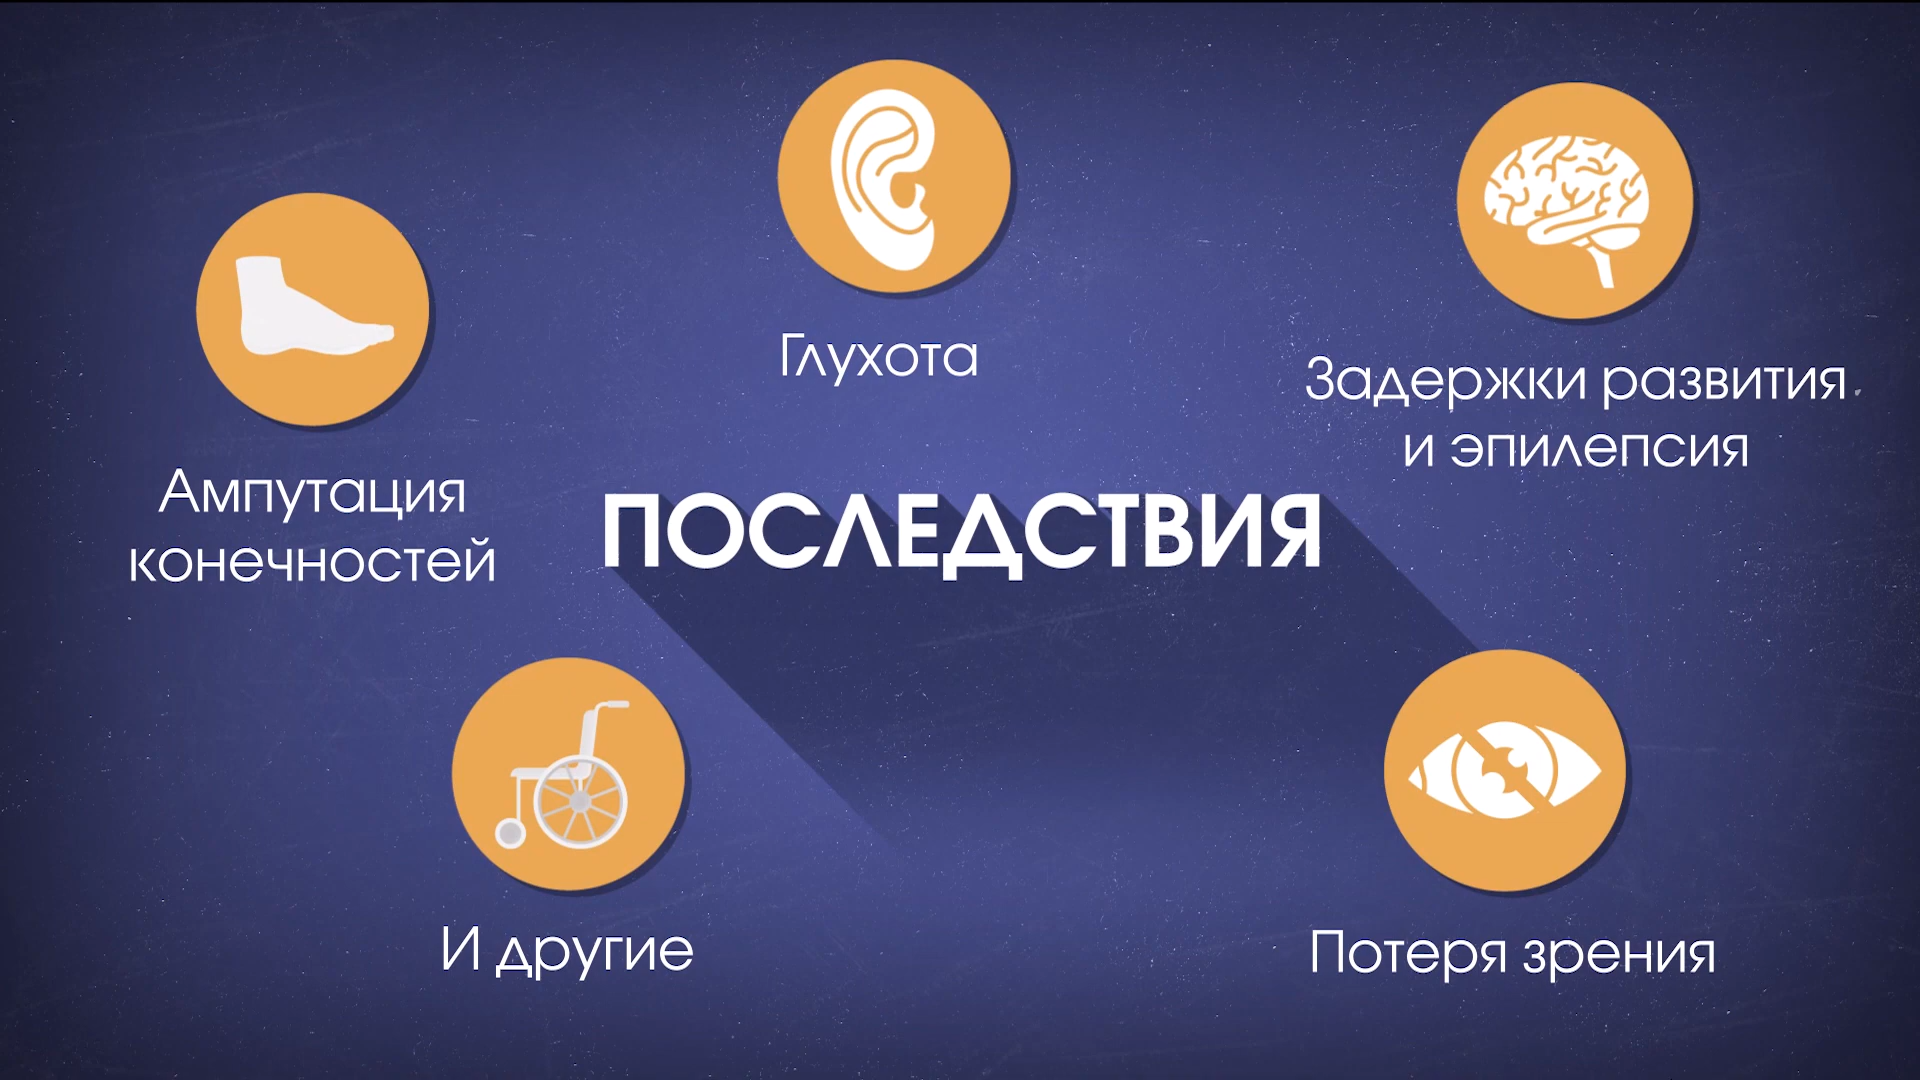 Глухота
Задержки развития
и эпилепсия
Ампутация
конечностей
ПОСЛЕДСТВИЯ
И другие
Потеря зрения